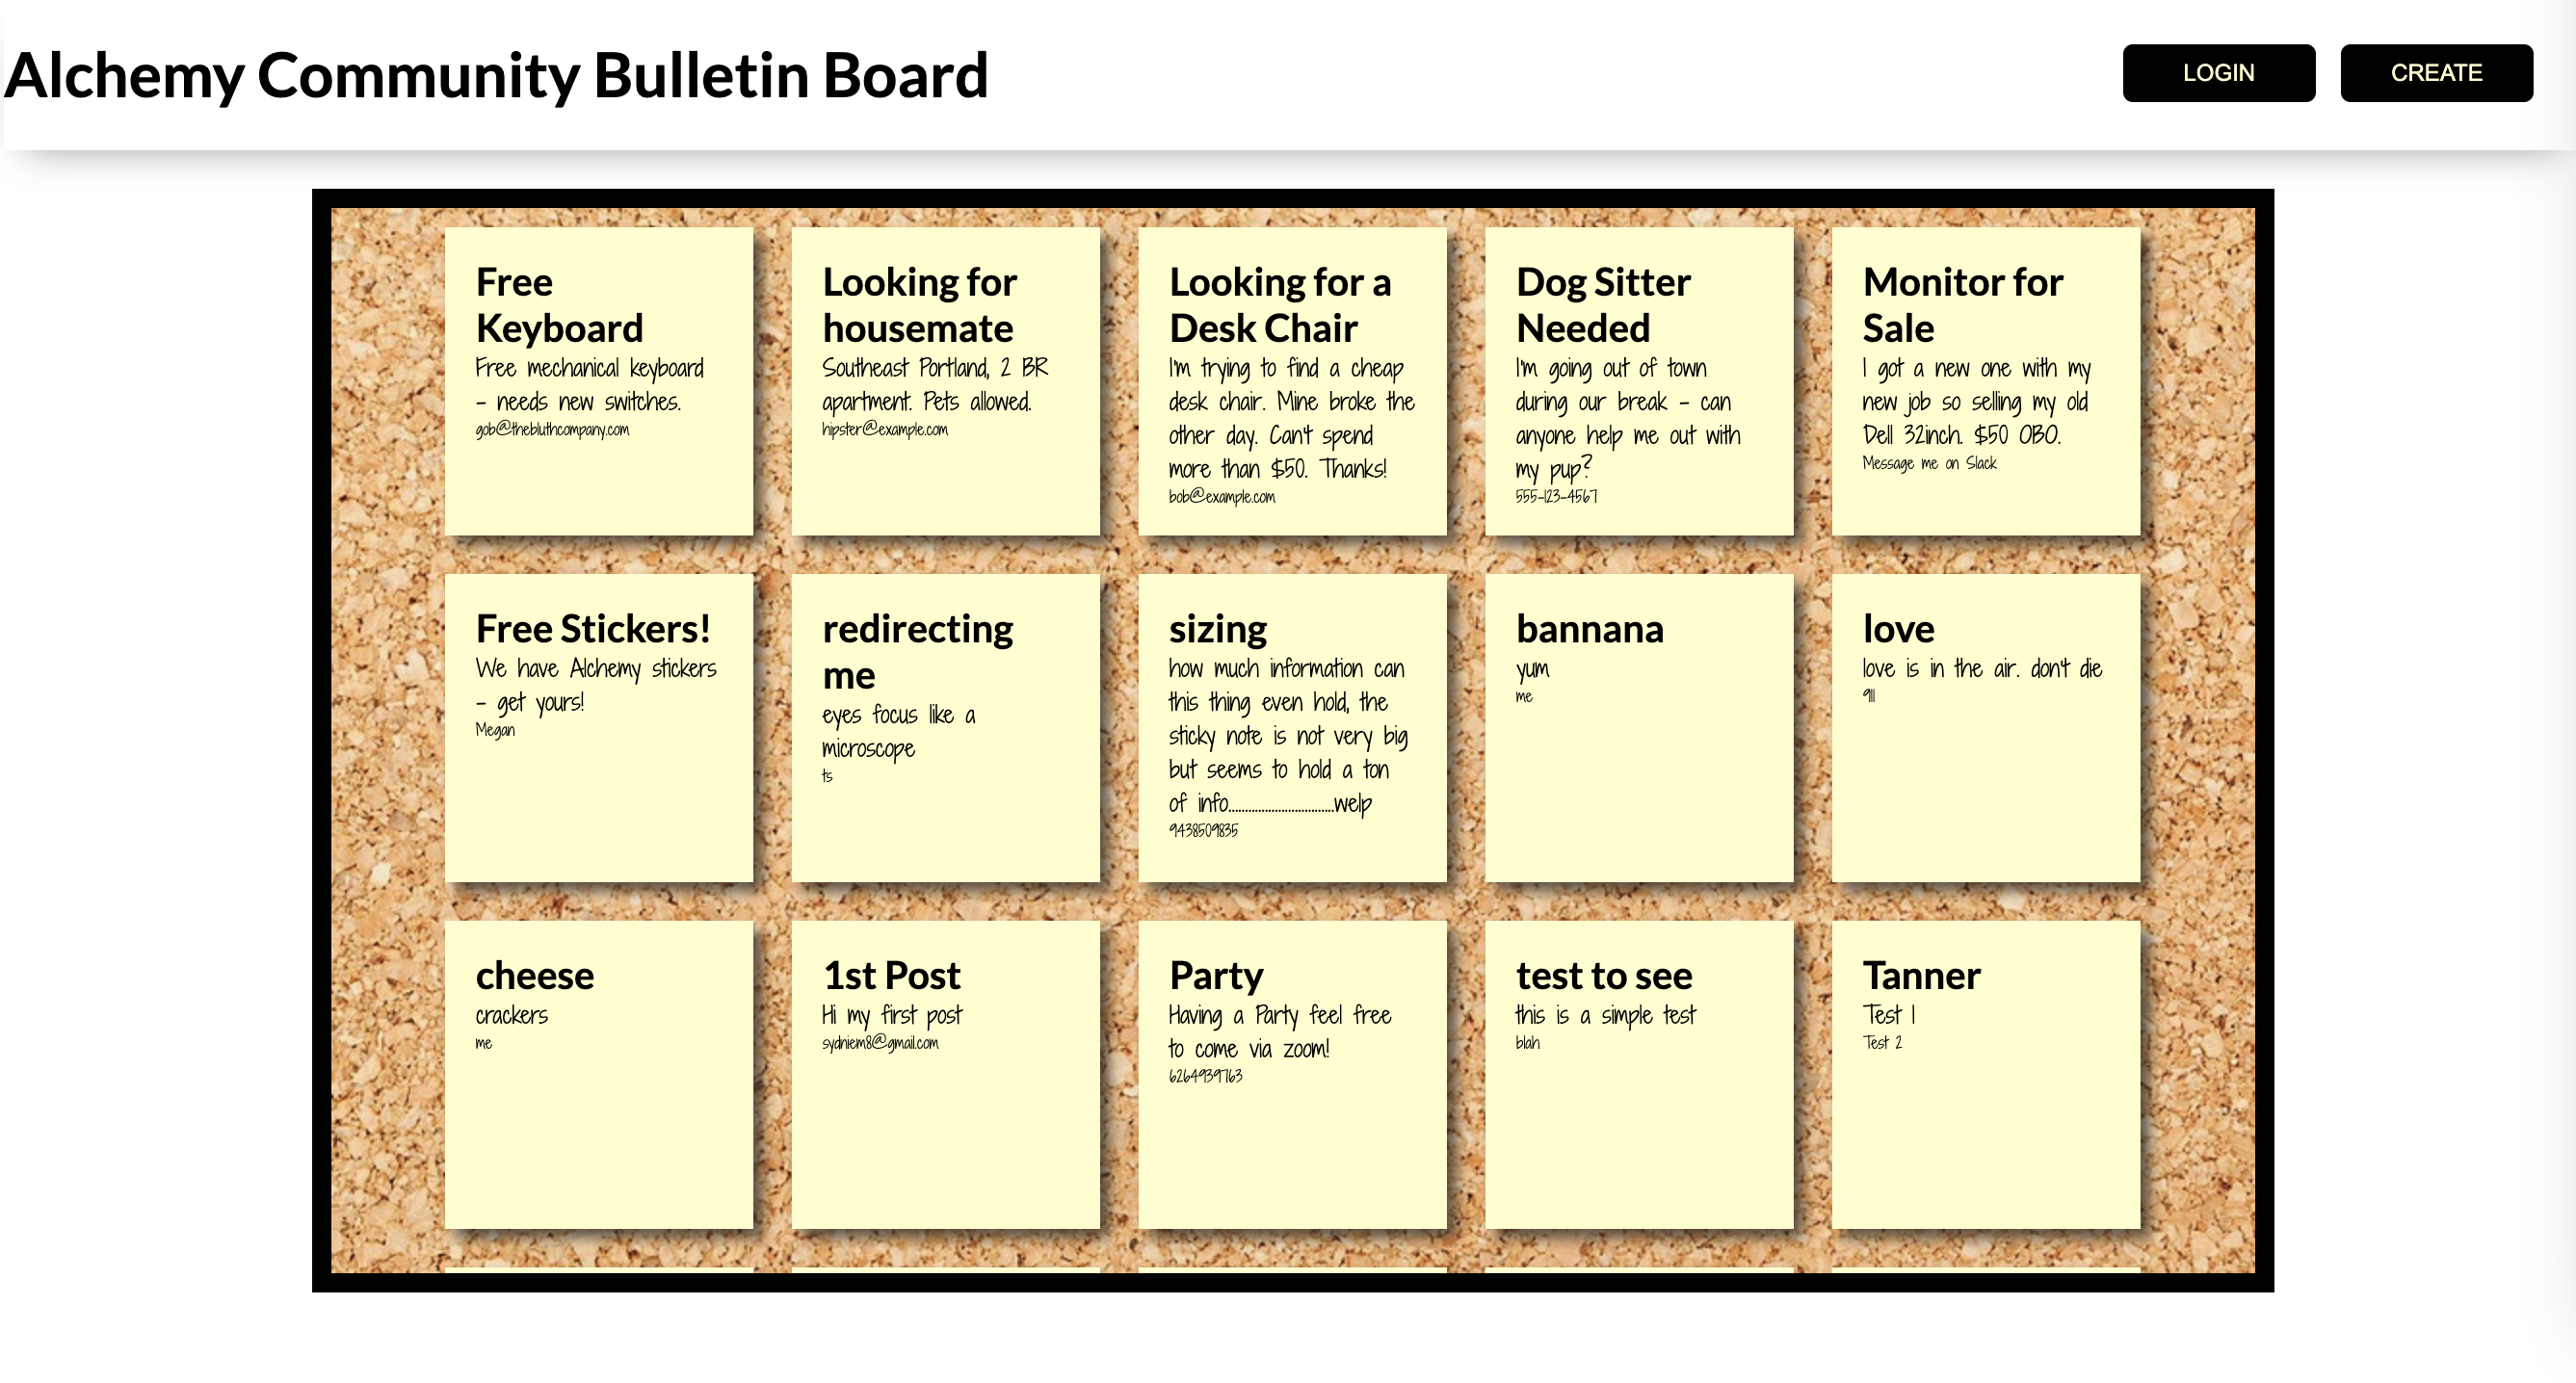 Alchemy Community Bulletin Board
LOGIN
CREATE
Free
Keyboard
Free mechanical keyboard
- needs new switches.
gob@thebluthcompany.com
Looking for
housemate
Southeast Portland, 2 BR
apartment. Pets allowed.
hipster@example.com
Looking for a
Desk Chair
I'm trying to find a cheap
desk chair. Mine broke the
other day. Can't spend
more than $50. Thanks!
bob@example.com
Dog Sitter
Needed
I'm going out of town
during our break - can
anyone help me out with
my pup?
555-123-4567
Monitor for
Sale
I got a new one with my
new job so selling my old
Dell 32inch. $50 OBO.
Message me on Slack
Free Stickers!
We have Alchemy stickers
- get yours!
Megan
redirecting
me
eyes focus like a
microscope
ts
sizing
how much information can
this thing even hold, the
sticky note is not very big
but seems to hold a ton
of info................................welp
9438509835
bannana
yum
me
love
love is in the air. don't die
911
cheese
crackers
me
1st Post
Hi my first post
sydniem8@gmail.com
Party
Having a Party feel free
to come via zoom!
6264939763
test to see
this is a simple test
blah
Tanner
Test 1
Test 2